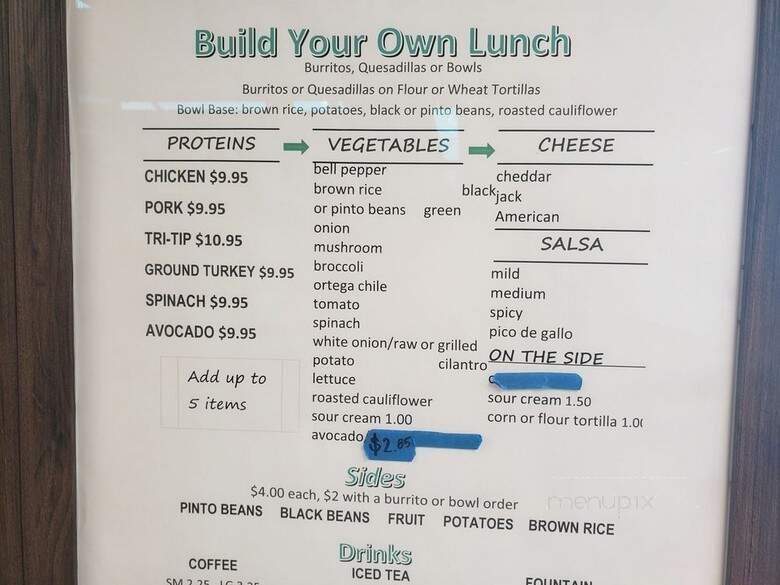 Build Your Own Lunch
Burritos, Quesadillas or Bowls
Burritos or Quesadillas on Flour or Wheat Tortillas
Bowl Base: brown rice, potatoes, black or pinto beans, roasted cauliflower
PROTEINS
CHICKEN $9.95
PORK $9.95
TRI-TIP $10.95
GROUND TURKEY $9.95
SPINACH $9.95
AVOCADO $9.95
Add up to
5 items
VEGETABLES
bell pepper
brown rice black
or pinto beans green
onion
mushroom
broccoli
ortega chile
tomato
spinach
white onion/raw or grilled
potato cilantro
lettuce
roasted cauliflower
sour cream 1.00
avocado $2.85
CHEESE
cheddar
jack
American
SALSA
mild
medium
spicy
pico de gallo
ON THE SIDE
sour cream 1.50
corn or flour tortilla 1.00
Sides
$4.00 each, $2 with a burrito or bowl order
PINTO BEANS BLACK BEANS FRUIT POTATOES BROWN RICE
menupix
Drinks
COFFEE
ICED TEA
FOUNTAIN